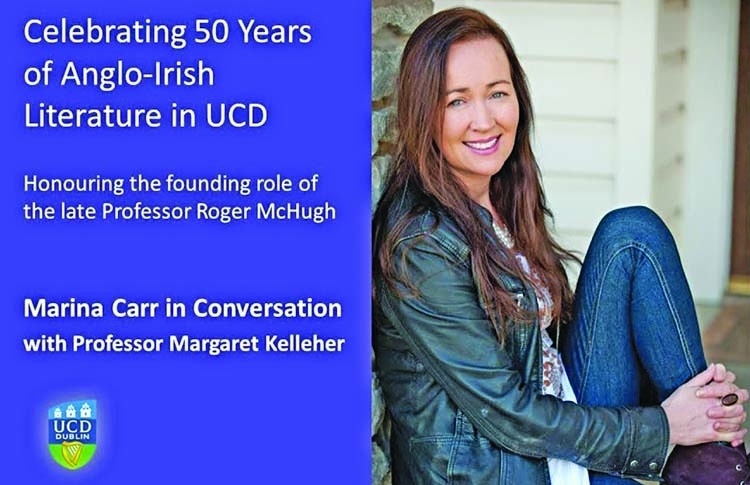 Celebrating 50 Years
of Anglo-Irish
Literature in UCD
Honouring the founding role of
the late Professor Roger McHugh
Marina Carr in Conversation
with Professor Margaret Kelleher
UCD
DUBLIN